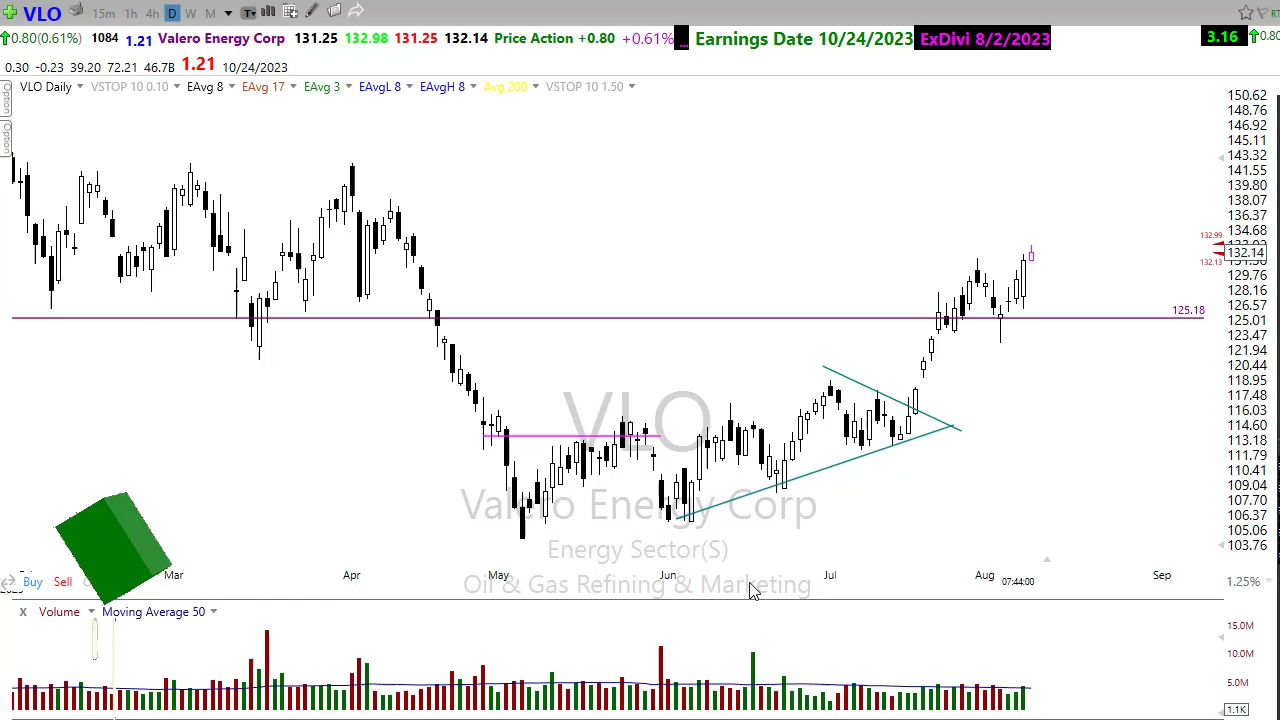 VLO 15m 1h 4h D W M T
0.80(0.61%) 1084 1.21 Valero Energy Corp 131.25 132.98 131.25 132.14 Price Action +0.80 +0.61% ... Earnings Date 10/24/2023 ExDivi 8/2/2023 3.16 0.80
0.30 -0.23 39.20 72.21 46.7B 1.21 10/24/2023
Option
Option
VLO Daily VSTOP 10 0.10 EAvg 8 EAvg 17 EAvg 3 EAvgL 8 EAvgH 8 Avg 200 VSTOP 10 1.50
150.62
148.76
146.92
145.11
143.32
141.55
139.80
138.07
136.37
134.68
132.99
132.14
132.13
129.76
128.16
126.57
125.18
125.01
123.47
121.94
120.44
118.95
117.48
116.03
114.60
113.18
111.79
110.41
109.04
107.70
106.37
105.06
103.76
VLO
Valero Energy Corp
Energy Sector(S)
Oil & Gas Refining & Marketing
Buy Sell Mar Apr May Jun Jul Aug 07:44:00 Sep 1.25%
X Volume Moving Average 50
15.0M
10.0M
5.0M
1.1K